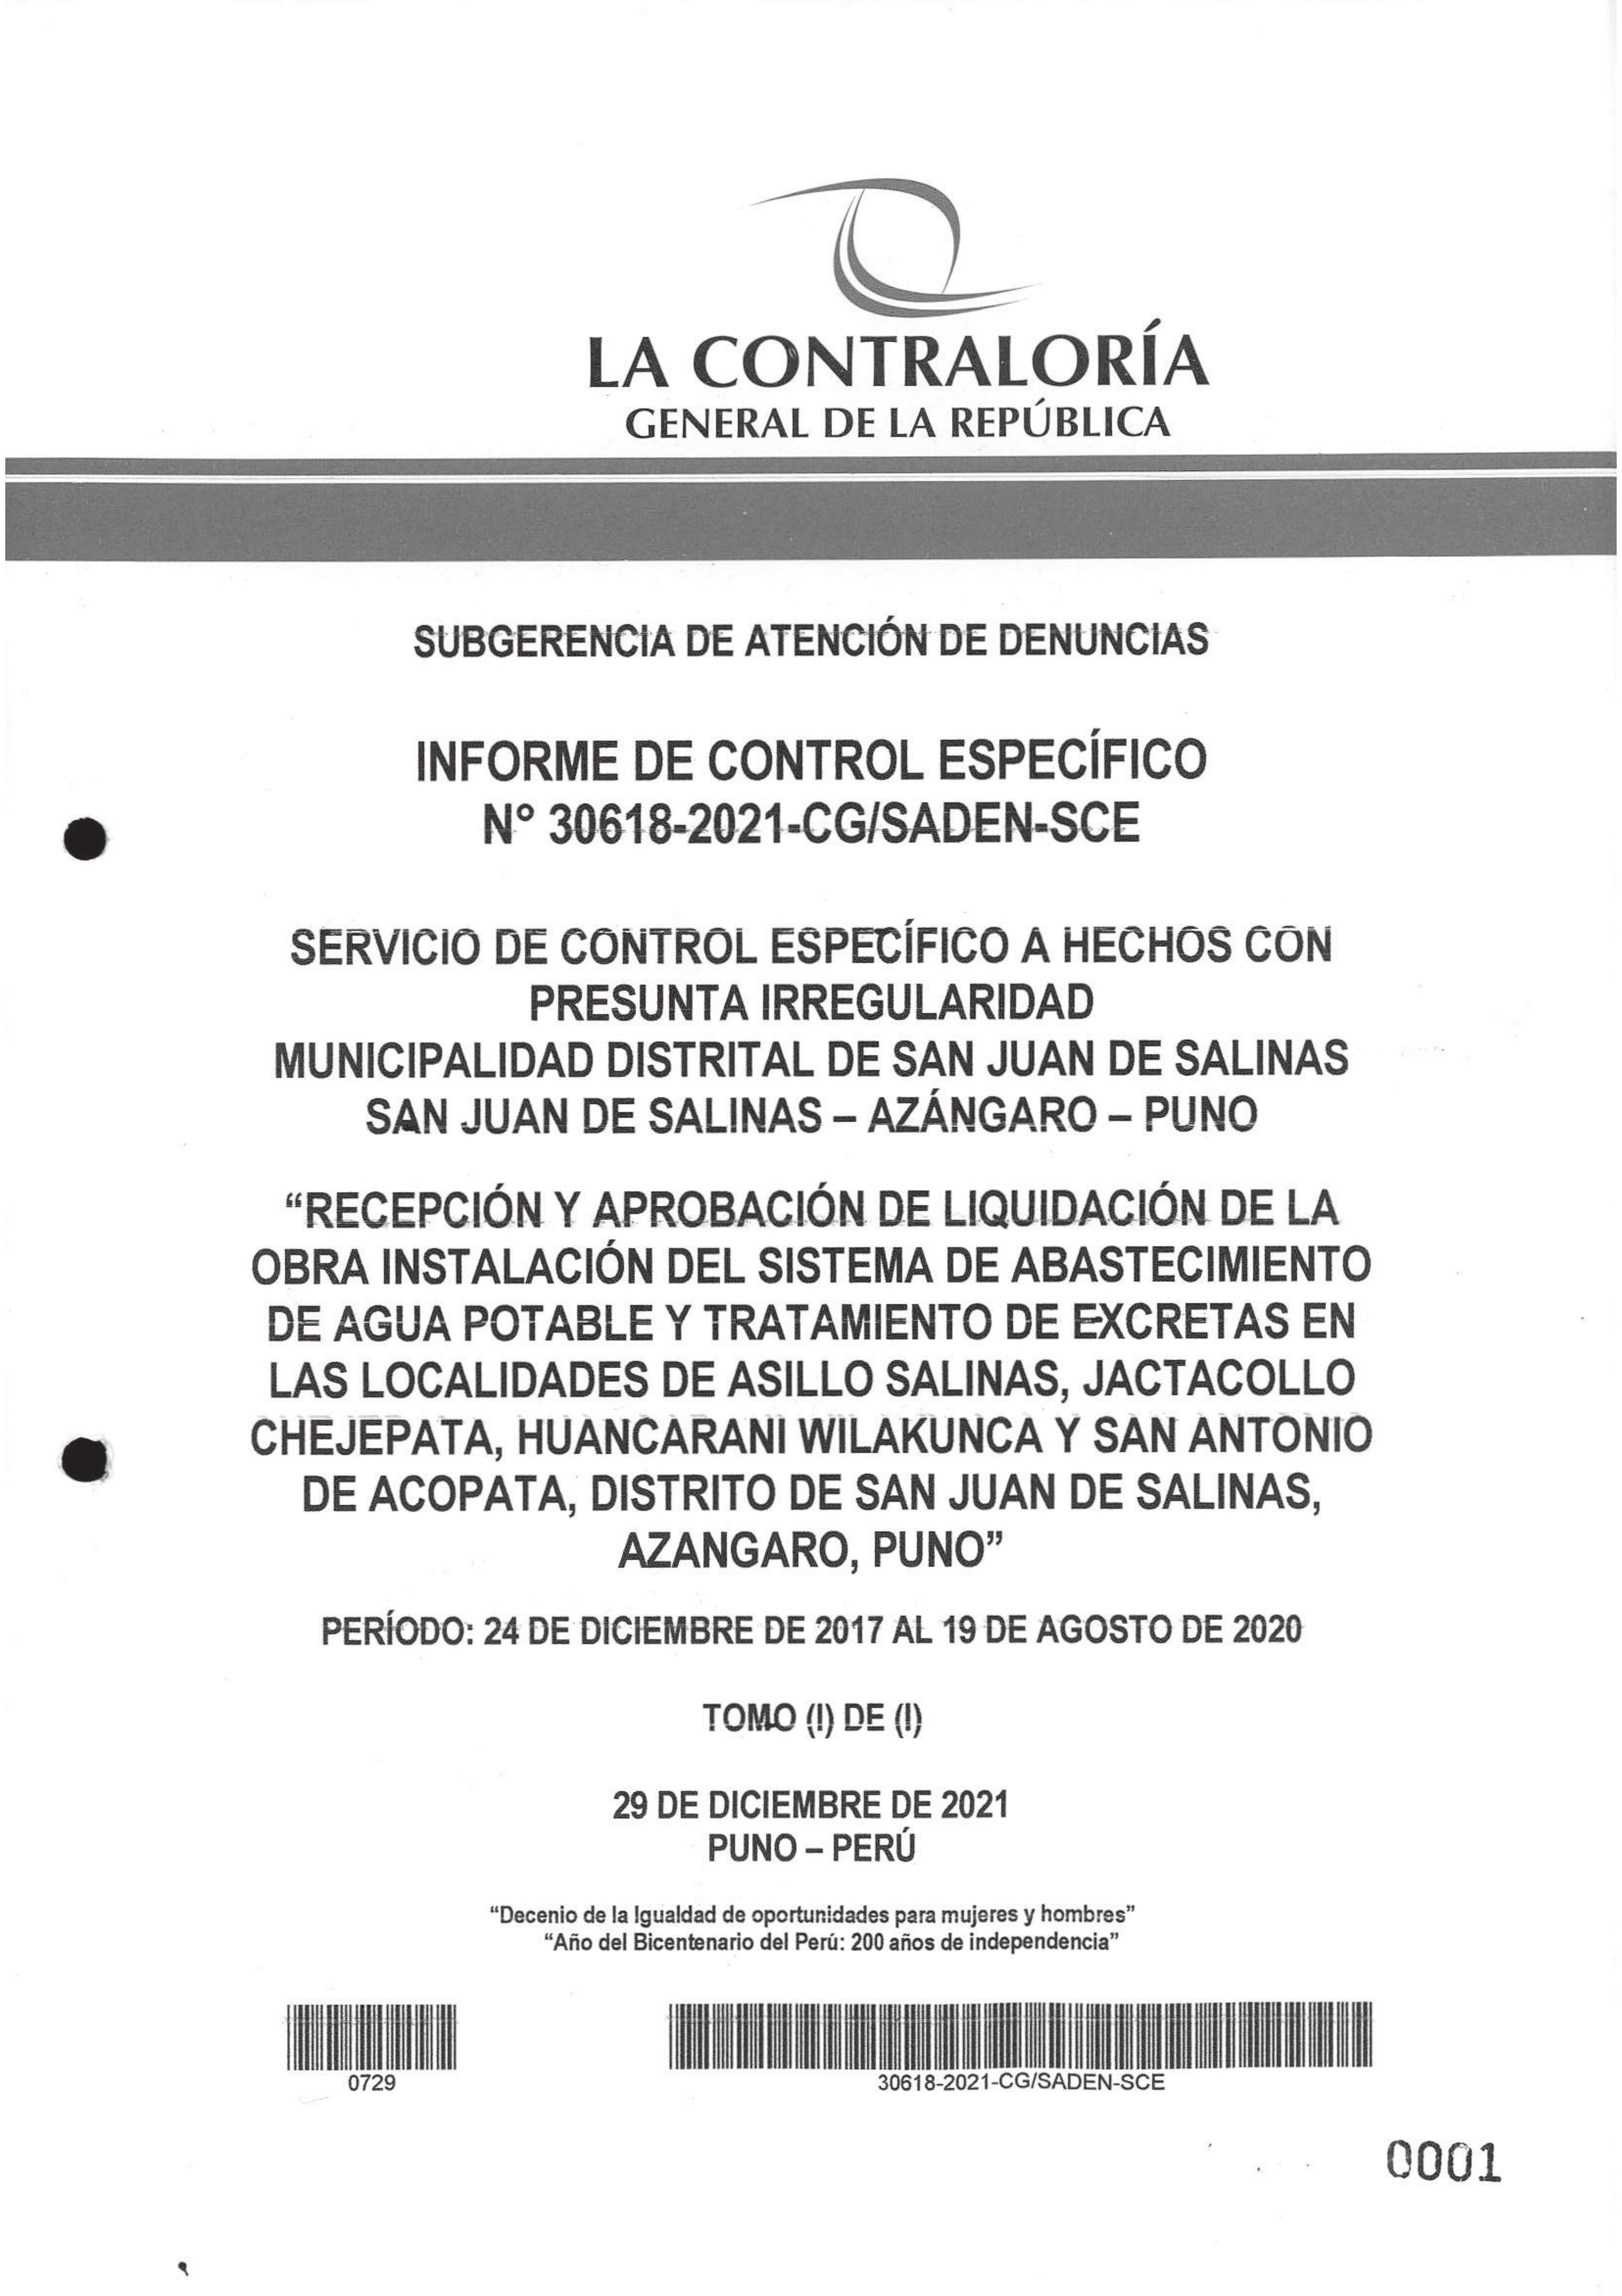 LA CONTRALORÍA
GENERAL DE LA REPÚBLICA
SUBGERENCIA DE ATENCIÓN DE DENUNCIAS
INFORME DE CONTROL ESPECÍFICO
N° 30618-2021-CG/SADEN-SCE
SERVICIO DE CONTROL ESPECÍFICO A HECHOS CON
PRESUNTA IRREGULARIDAD
MUNICIPALIDAD DISTRITAL DE SAN JUAN DE SALINAS
SAN JUAN DE SALINAS – AZÁNGARO – PUNO
“RECEPCIÓN Y APROBACIÓN DE LIQUIDACIÓN DE LA
OBRA INSTALACIÓN DEL SISTEMA DE ABASTECIMIENTO
DE AGUA POTABLE Y TRATAMIENTO DE EXCRETAS EN
LAS LOCALIDADES DE ASILLO SALINAS, JACTACOLLO
CHEJEPATA, HUANCARANI WILAKUNCA Y SAN ANTONIO
DE ACOPATA, DISTRITO DE SAN JUAN DE SALINAS,
AZANGARO, PUNO”
PERÍODO: 24 DE DICIEMBRE DE 2017 AL 19 DE AGOSTO DE 2020
TOMO (I) DE (I)
29 DE DICIEMBRE DE 2021
PUNO – PERÚ
“Decenio de la Igualdad de oportunidades para mujeres y hombres”
“Año del Bicentenario del Perú: 200 años de independencia”
0729
30618-2021-CG/SADEN-SCE
0001